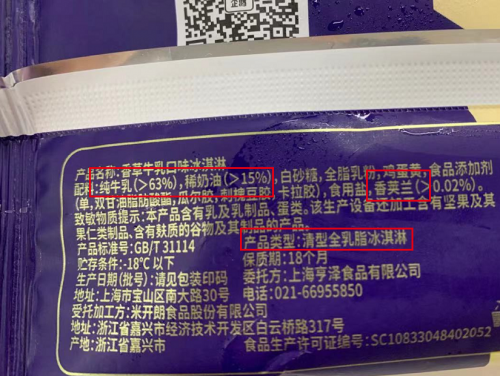 企鹅
产品名称:香草牛乳口味冰淇淋
配料:纯牛乳(>63%),稀奶油(>15%),白砂糖,全脂乳粉,鸡蛋黄,食品添加剂
(单,双甘油脂肪酸酯,瓜尔胶,刺槐豆胶,卡拉胶),食用盐,香荚兰(>0.02%)。
致敏物质提示:本产品含有乳及乳制品、蛋类。该生产设备还加工含有坚果及其
果仁类制品、含有麸质的谷物及其制品的产品。
产品类型:清型全乳脂冰淇淋
产品标准号:GB/T 31114
保质期:18个月
贮存条件:-18℃以下
生产日期(批号):请见包装印码
委托方:上海亨泽食品有限公司
地址:上海市宝山区南大路30号
电话:021-66955850
受托加工方:米开朗食品股份有限公司
地址:浙江省嘉兴市经济技术开发区白云桥路317号
产地:浙江省嘉兴市
食品生产许可证编号:SC10833048402052